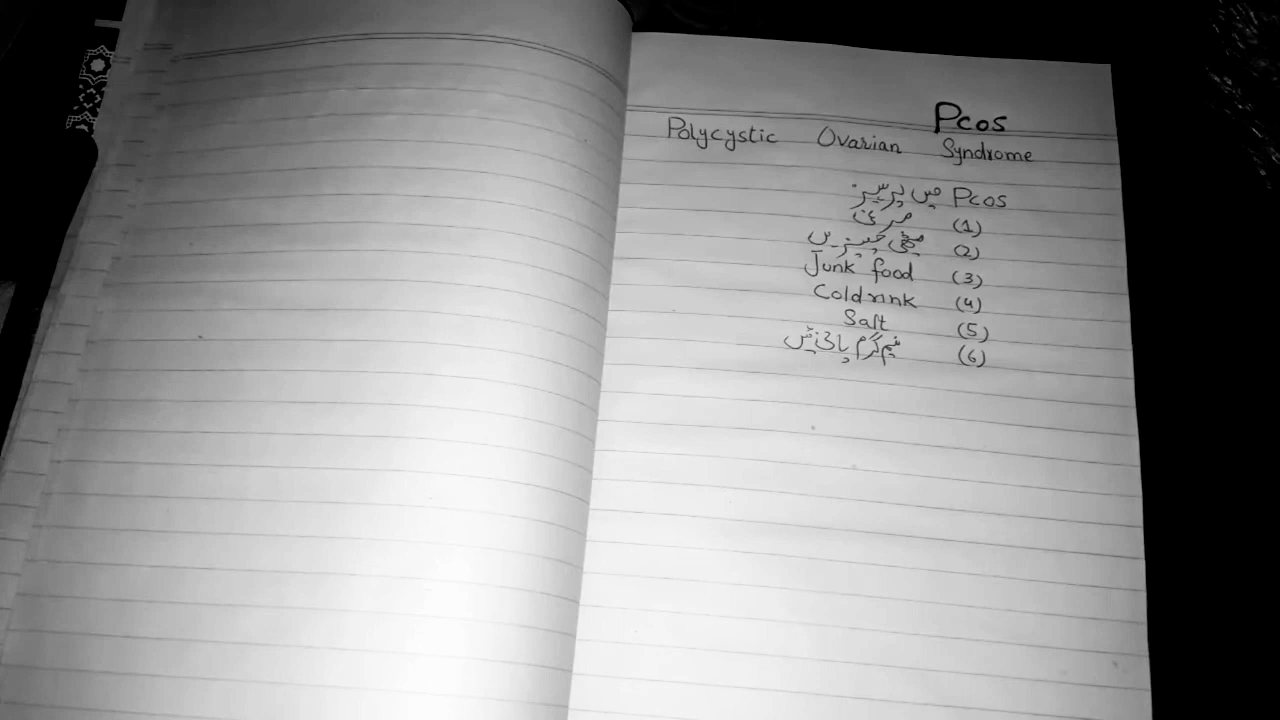 Pcos
Polycystic Ovarian Syndrome
Pcos میں پرہیز
(1) مرغی
(2) میٹھی چیزیں
(3) Junk food
(4) Coldrink
(5) Salt
(6) نیم گرم پانی پئیں